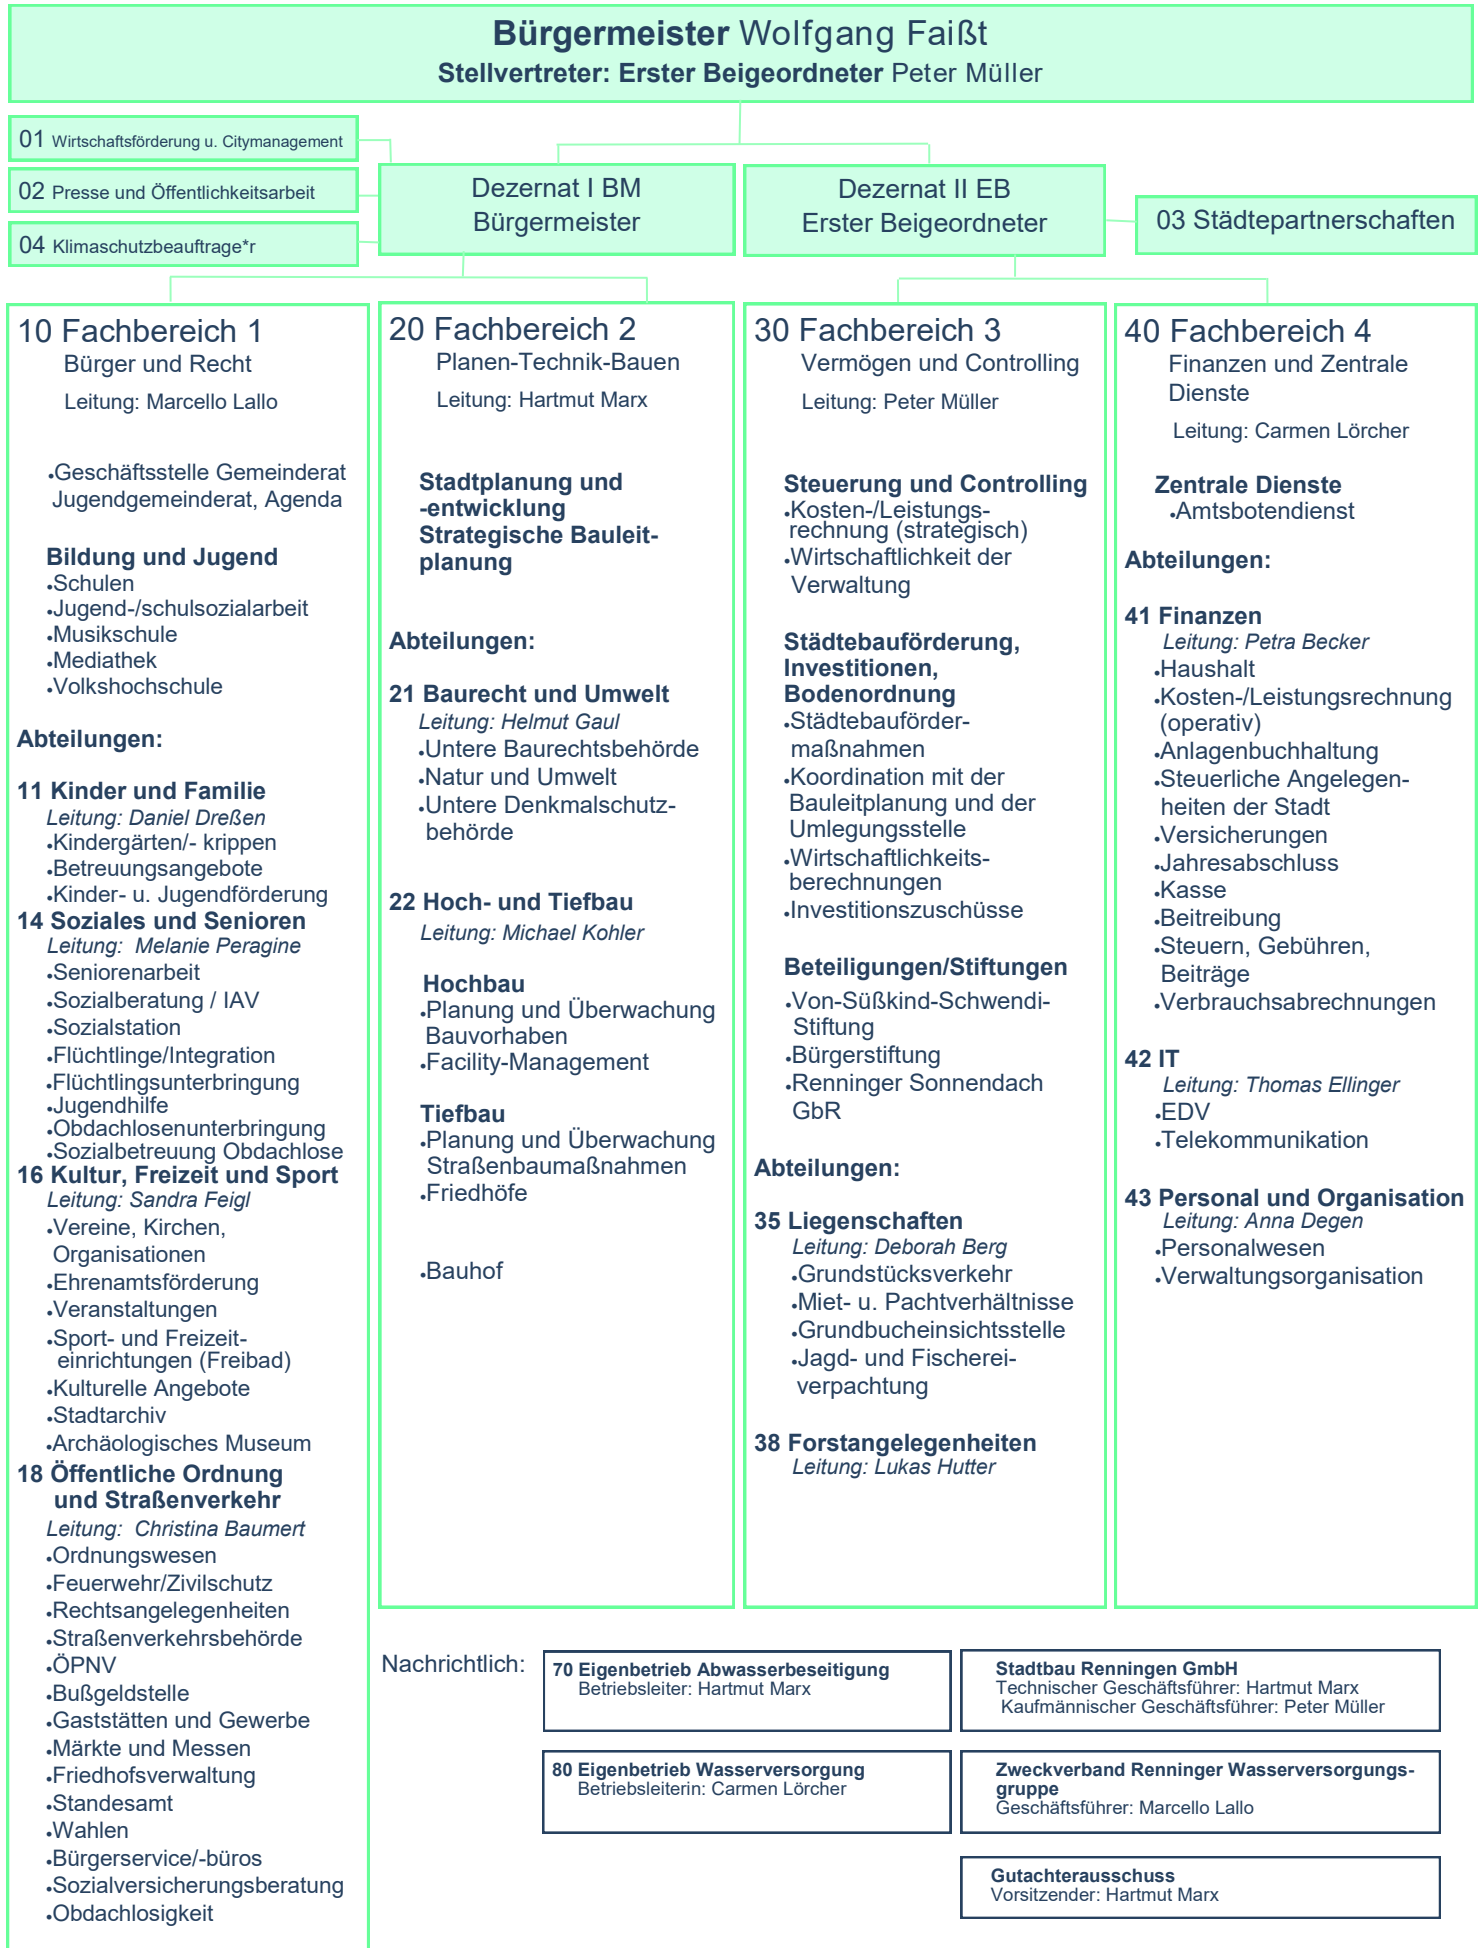 Bürgermeister Wolfgang Faißt
Stellvertreter: Erster Beigeordneter Peter Müller
01 Wirtschaftsförderung u. Citymanagement
02 Presse und Öffentlichkeitsarbeit
04 Klimaschutzbeauftrage*r
Dezernat I BM
Bürgermeister
Dezernat II EB
Erster Beigeordneter
03 Städtepartnerschaften
10 Fachbereich 1
Bürger und Recht
Leitung: Marcello Lallo
•Geschäftsstelle Gemeinderat
Jugendgemeinderat, Agenda
Bildung und Jugend
•Schulen
•Jugend-/schulsozialarbeit
•Musikschule
•Mediathek
•Volkshochschule
Abteilungen:
11 Kinder und Familie
Leitung: Daniel Dreßen
•Kindergärten/- krippen
•Betreuungsangebote
•Kinder- u. Jugendförderung
14 Soziales und Senioren
Leitung: Melanie Peragine
•Seniorenarbeit
•Sozialberatung / IAV
•Sozialstation
•Flüchtlinge/Integration
•Flüchtlingsunterbringung
•Jugendhilfe
•Obdachlosenunterbringung
•Sozialbetreuung Obdachlose
16 Kultur, Freizeit und Sport
Leitung: Sandra Feigl
•Vereine, Kirchen,
Organisationen
•Ehrenamtsförderung
•Veranstaltungen
•Sport- und Freizeit-
einrichtungen (Freibad)
•Kulturelle Angebote
•Stadtarchiv
•Archäologisches Museum
18 Öffentliche Ordnung
und Straßenverkehr
Leitung: Christina Baumert
•Ordnungswesen
•Feuerwehr/Zivilschutz
•Rechtsangelegenheiten
•Straßenverkehrsbehörde
•ÖPNV
•Bußgeldstelle
•Gaststätten und Gewerbe
•Märkte und Messen
•Friedhofsverwaltung
•Standesamt
•Wahlen
•Bürgerservice/-büros
•Sozialversicherungsberatung
•Obdachlosigkeit
20 Fachbereich 2
Planen-Technik-Bauen
Leitung: Hartmut Marx
Stadtplanung und
-entwicklung
Strategische Bauleit-
planung
Abteilungen:
21 Baurecht und Umwelt
Leitung: Helmut Gaul
•Untere Baurechtsbehörde
•Natur und Umwelt
•Untere Denkmalschutz-
behörde
22 Hoch- und Tiefbau
Leitung: Michael Kohler
Hochbau
•Planung und Überwachung
Bauvorhaben
•Facility-Management
Tiefbau
•Planung und Überwachung
Straßenbaumaßnahmen
•Friedhöfe
•Bauhof
30 Fachbereich 3
Vermögen und Controlling
Leitung: Peter Müller
Steuerung und Controlling
•Kosten-/Leistungs-
rechnung (strategisch)
•Wirtschaftlichkeit der
Verwaltung
Städtebauförderung,
Investitionen,
Bodenordnung
•Städtebauförder-
maßnahmen
•Koordination mit der
Bauleitplanung und der
Umlegungsstelle
•Wirtschaftlichkeits-
berechnungen
•Investitionszuschüsse
Beteiligungen/Stiftungen
•Von-Süßkind-Schwendi-
Stiftung
•Bürgerstiftung
•Renninger Sonnendach
GbR
Abteilungen:
35 Liegenschaften
Leitung: Deborah Berg
•Grundstücksverkehr
•Miet- u. Pachtverhältnisse
•Grundbucheinsichtsstelle
•Jagd- und Fischerei-
verpachtung
38 Forstangelegenheiten
Leitung: Lukas Hutter
40 Fachbereich 4
Finanzen und Zentrale
Dienste
Leitung: Carmen Lörcher
Zentrale Dienste
•Amtsbotendienst
Abteilungen:
41 Finanzen
Leitung: Petra Becker
•Haushalt
•Kosten-/Leistungsrechnung
(operativ)
•Anlagenbuchhaltung
•Steuerliche Angelegen-
heiten der Stadt
•Versicherungen
•Jahresabschluss
•Kasse
•Beitreibung
•Steuern, Gebühren,
Beiträge
•Verbrauchsabrechnungen
42 IT
Leitung: Thomas Ellinger
•EDV
•Telekommunikation
43 Personal und Organisation
Leitung: Anna Degen
•Personalwesen
•Verwaltungsorganisation
Nachrichtlich:
70 Eigenbetrieb Abwasserbeseitigung
Betriebsleiter: Hartmut Marx
Stadtbau Renningen GmbH
Technischer Geschäftsführer: Hartmut Marx
Kaufmännischer Geschäftsführer: Peter Müller
80 Eigenbetrieb Wasserversorgung
Betriebsleiterin: Carmen Lörcher
Zweckverband Renninger Wasserversorgungs-
gruppe
Geschäftsführer: Marcello Lallo
Gutachterausschuss
Vorsitzender: Hartmut Marx